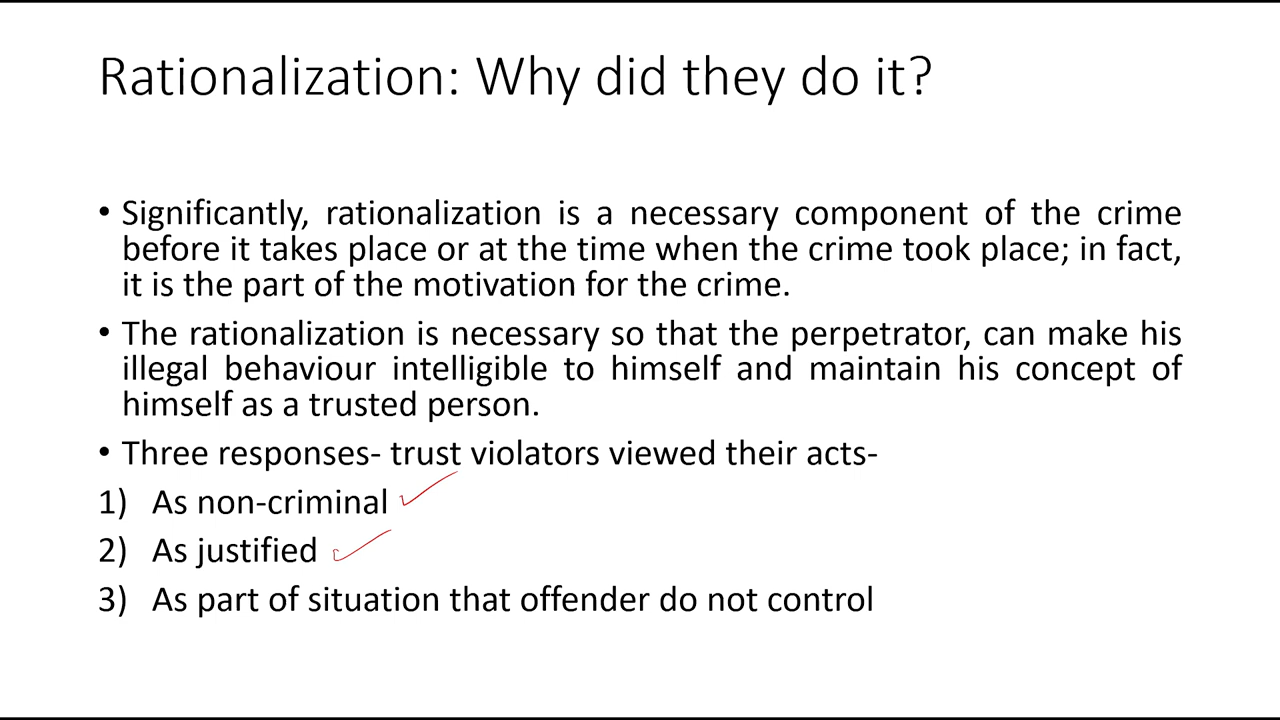 Rationalization: Why did they do it?
• Significantly, rationalization is a necessary component of the crime
before it takes place or at the time when the crime took place; in fact,
it is the part of the motivation for the crime.
• The rationalization is necessary so that the perpetrator, can make his
illegal behaviour intelligible to himself and maintain his concept of
himself as a trusted person.
• Three responses- trust violators viewed their acts-
1) As non-criminal
2) As justified
3) As part of situation that offender do not control